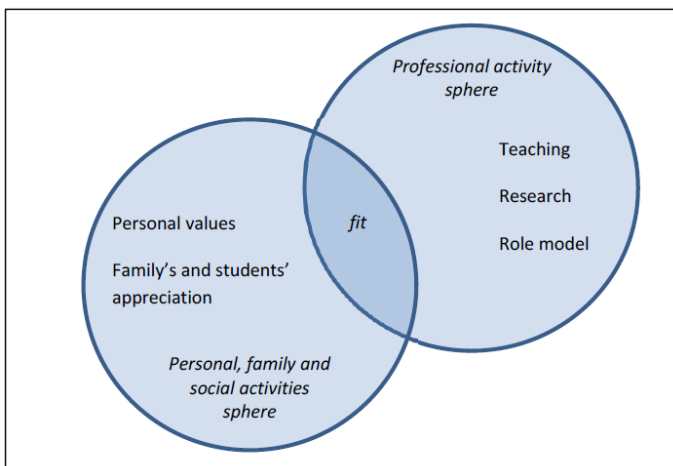 Professional activity
sphere
Teaching
Research
Role model
fit
Personal values
Family’s and students’
appreciation
Personal, family and
social activities
sphere